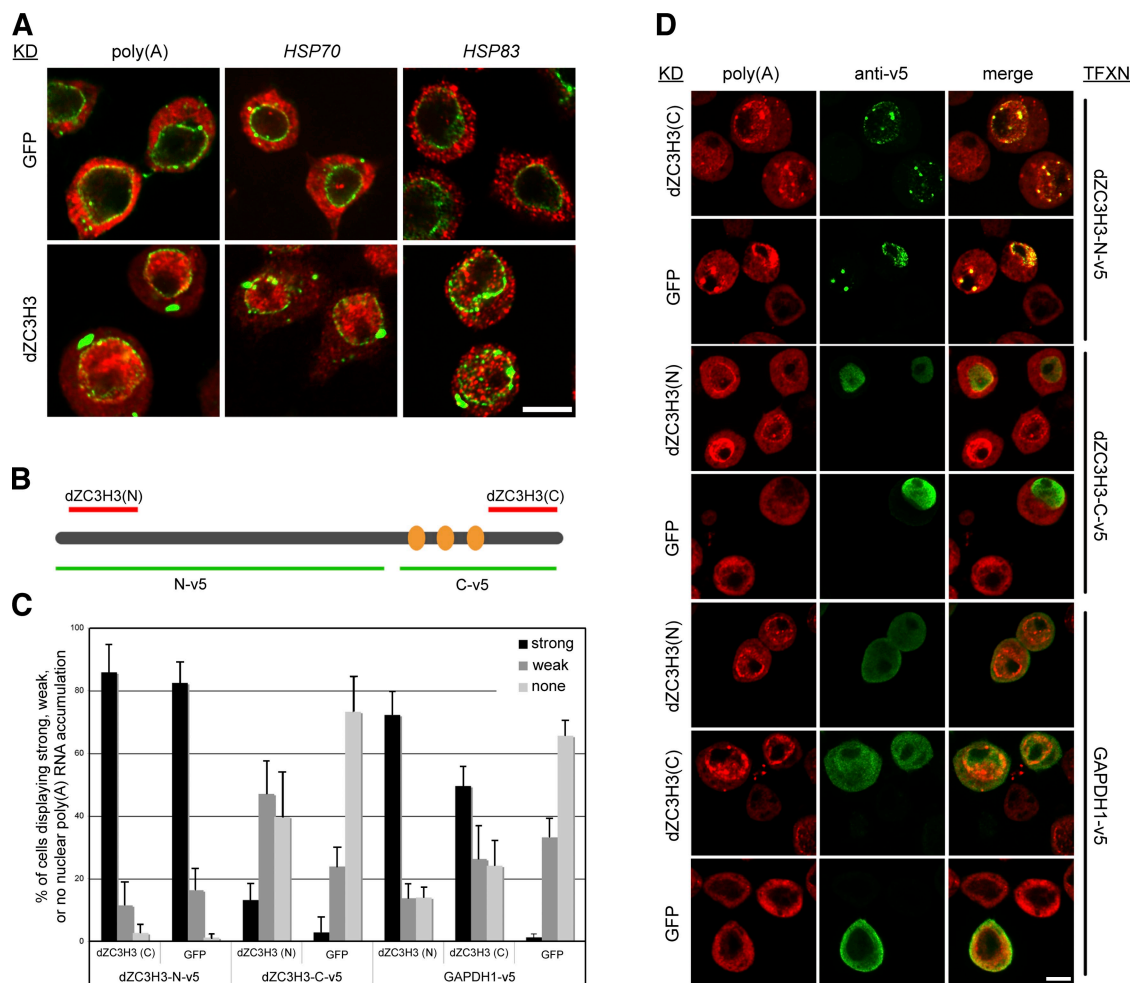 A
KD
poly(A)
HSP70
HSP83
GFP
dZC3H3
B
dZC3H3(N)
dZC3H3(C)
N-v5
C-v5
C
% of cells displaying strong, weak,
or no nuclear poly(A) RNA accumulation
100
80
60
40
20
0
strong
weak
none
dZC3H3 (C)
GFP
dZC3H3 (N)
GFP
dZC3H3 (N)
dZC3H3 (C)
GFP
dZC3H3-N-v5
dZC3H3-C-v5
GAPDH1-v5
D
KD
poly(A)
anti-v5
merge
TFXN
dZC3H3(C)
GFP
dZC3H3-N-v5
dZC3H3(N)
GFP
dZC3H3-C-v5
dZC3H3(N)
dZC3H3(C)
GFP
GAPDH1-v5